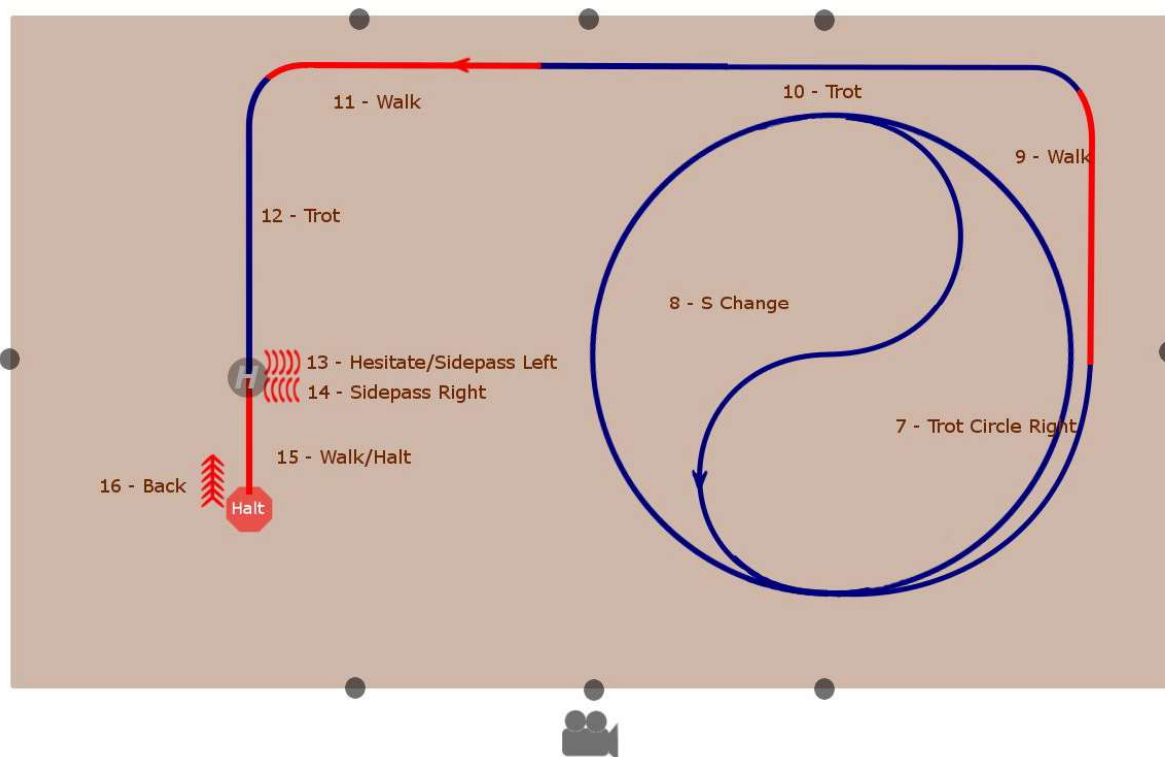 10 - Trot
11 - Walk
9 - Walk
12 - Trot
8 - S Change
H
13 - Hesitate/Sidepass Left
14 - Sidepass Right
7 - Trot Circle Right
15 - Walk/Halt
16 - Back
Halt